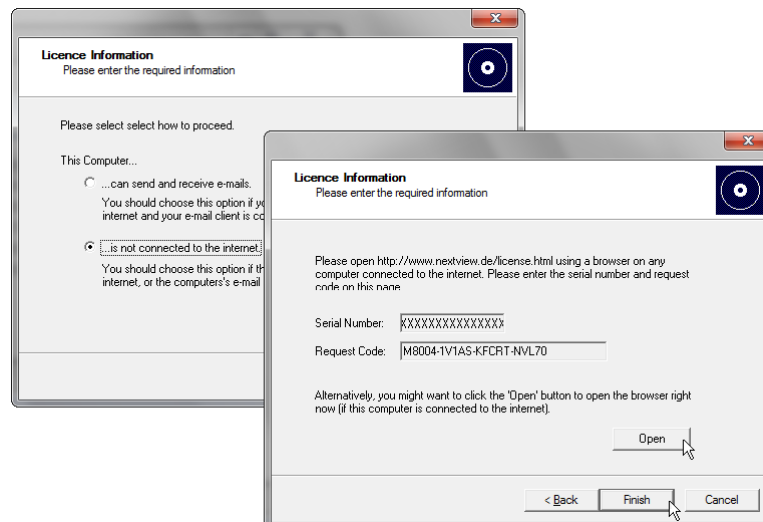 Licence Information
Please enter the required information
Please select select how to proceed.
This Computer...
...can send and receive e-mails.
You should choose this option if
internet and your e-mail client is
...is not connected to the internet.
You should choose this option if
internet, or the computers's e-mail
Licence Information
Please enter the required information
Please open http://www.nextview.de/license.html using a browser on any
computer connected to the internet. Please enter the serial number and request
code on this page
Serial Number: XXXXXXXXXXXXXXX
Request Code: M8004-1V1AS-KFCRT-NVL70
Alternatively, you might want to click the 'Open' button to open the browser right
now (if this computer is connected to the internet).
Open
< Back Finish Cancel